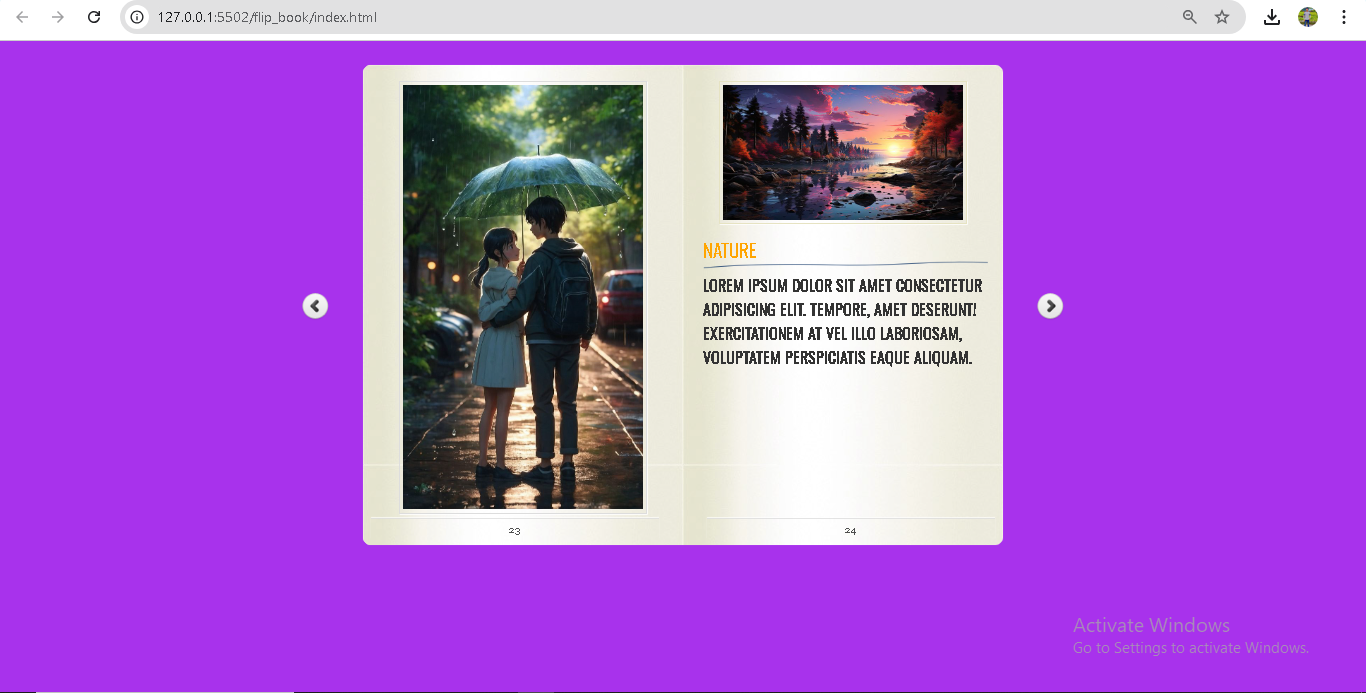 127.0.0.1:5502/flip_book/index.html
23
NATURE
LOREM IPSUM DOLOR SIT AMET CONSECTETUR
ADIPISICING ELIT. TEMPORE, AMET DESERUNT!
EXERCITATIONEM AT VEL ILLO LABORIOSAM,
VOLUPTATEM PERSPICIATIS EAQUE ALIQUAM.
24
Activate Windows
Go to Settings to activate Windows.